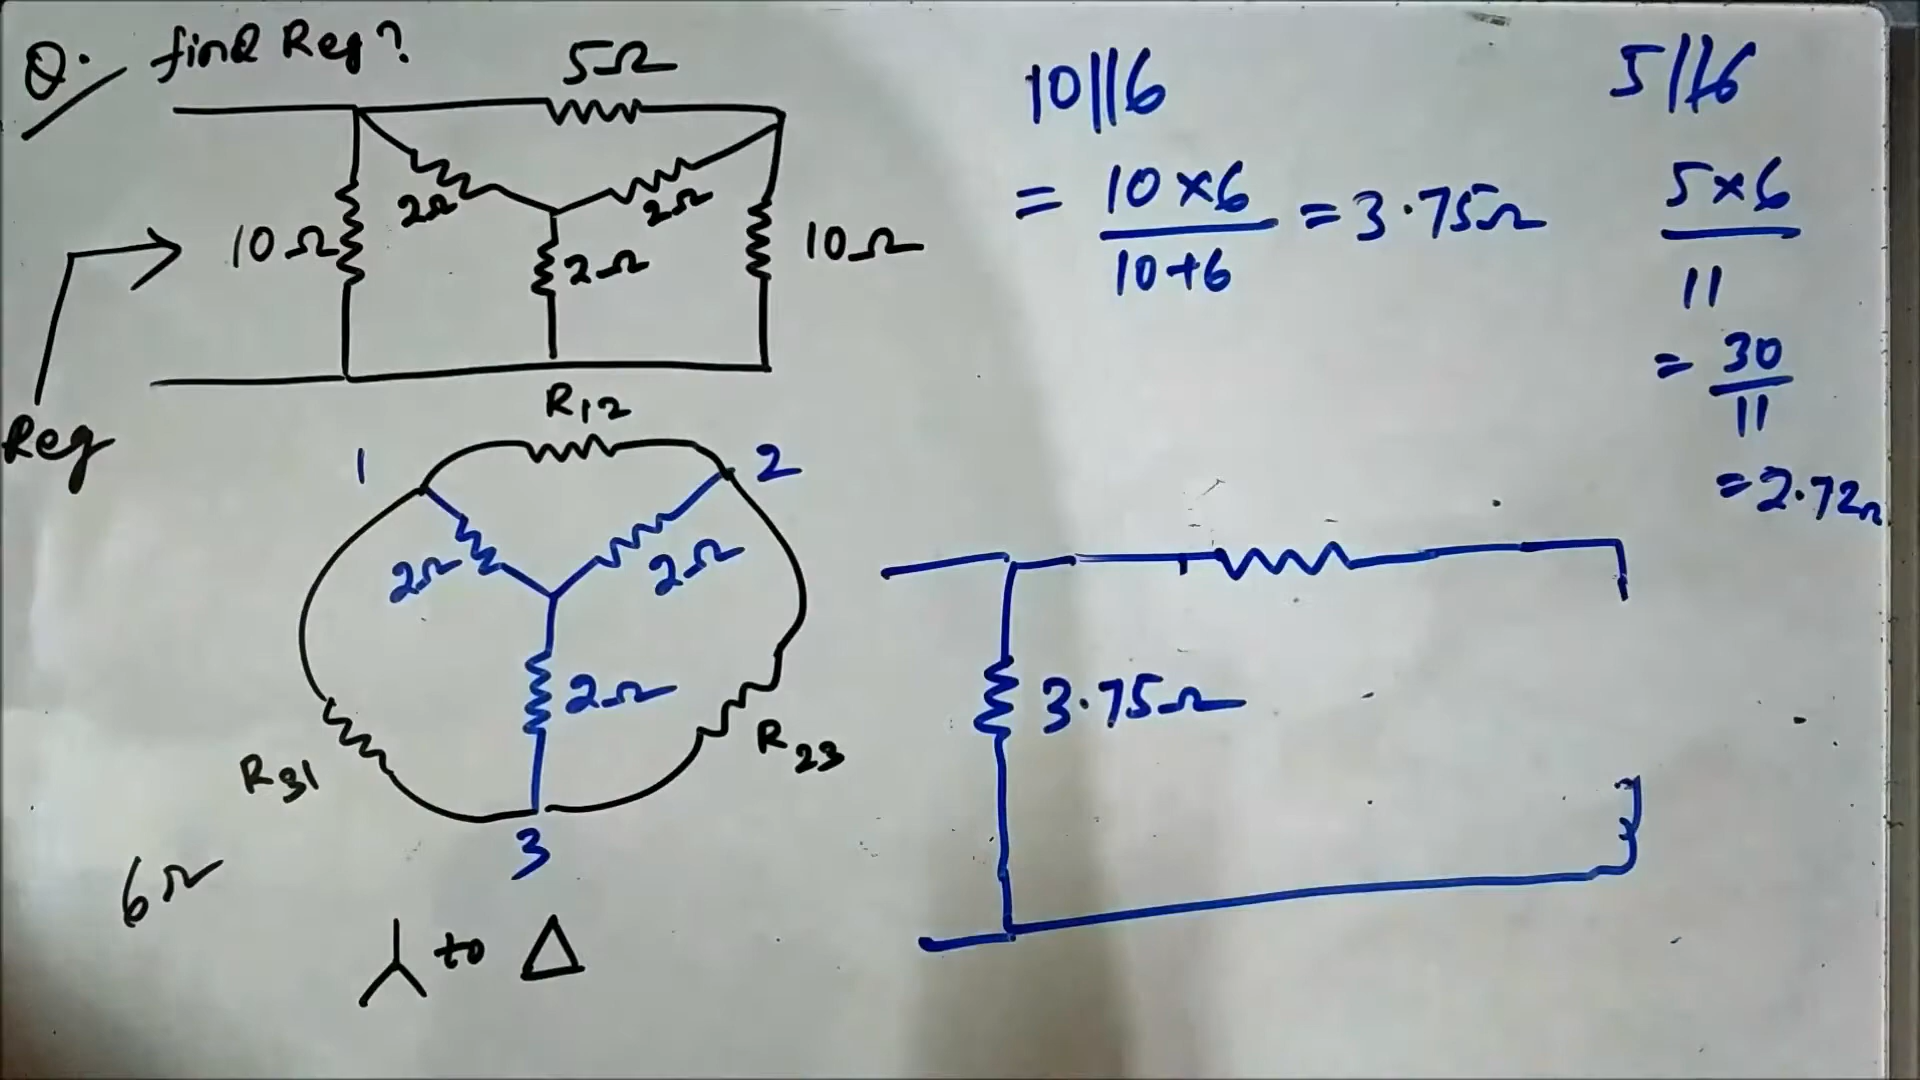 Q. find Req?
5Ω
10Ω
2Ω
2Ω
2Ω
10Ω
Req
R12
1
2
2Ω
2Ω
2Ω
R31
R23
3
6Ω
Y to Δ
10||6
= 10×6 / 10+6 = 3.75Ω
5||6
5×6 / 11
= 30 / 11
= 2.72Ω
3.75Ω